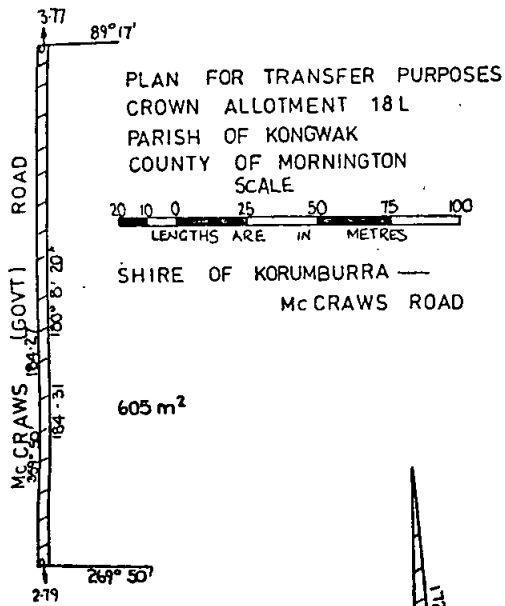 3.77
89° 17'
PLAN FOR TRANSFER PURPOSES
CROWN ALLOTMENT 18L
PARISH OF KONGWAK
COUNTY OF MORNINGTON
SCALE
20 10 0 25 50 75 100
LENGTHS ARE IN METRES
SHIRE OF KORUMBURRA —
McCRAWS ROAD
McCRAWS (GOVT) ROAD
184.27
359° 50'
180° 8' 20"
184.31
605 m²
269° 50'
2.79